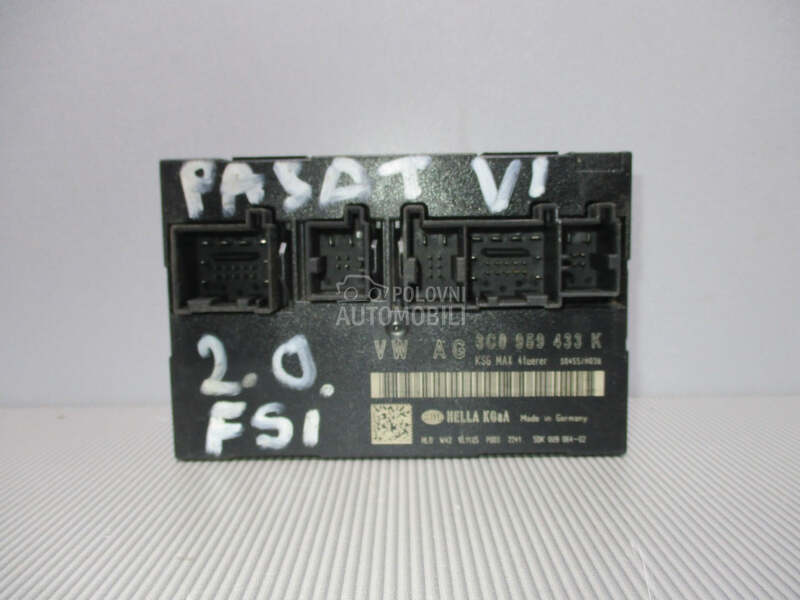 PASAT VI
POLOVNI
AUTOMOBILI
VW AG 3C0 959 433 K
KSG MAX 4tuerer
2.0.
FSI
HELLA KGaA Made in Germany